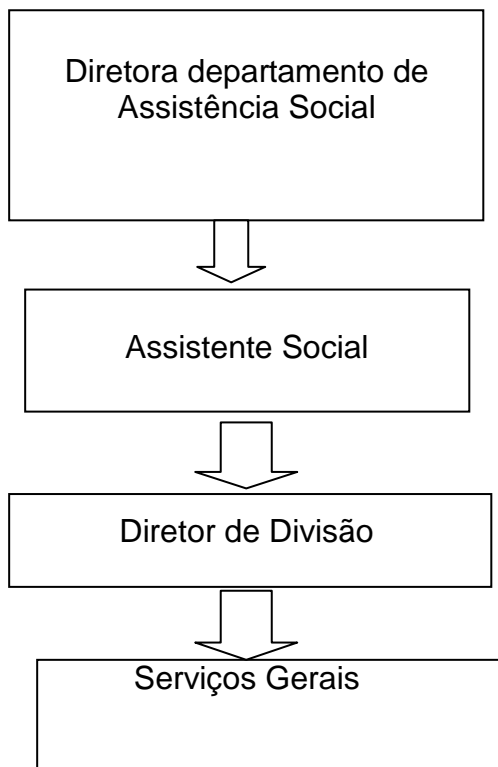 Diretora departamento de
Assistência Social
Assistente Social
Diretor de Divisão
Serviços Gerais